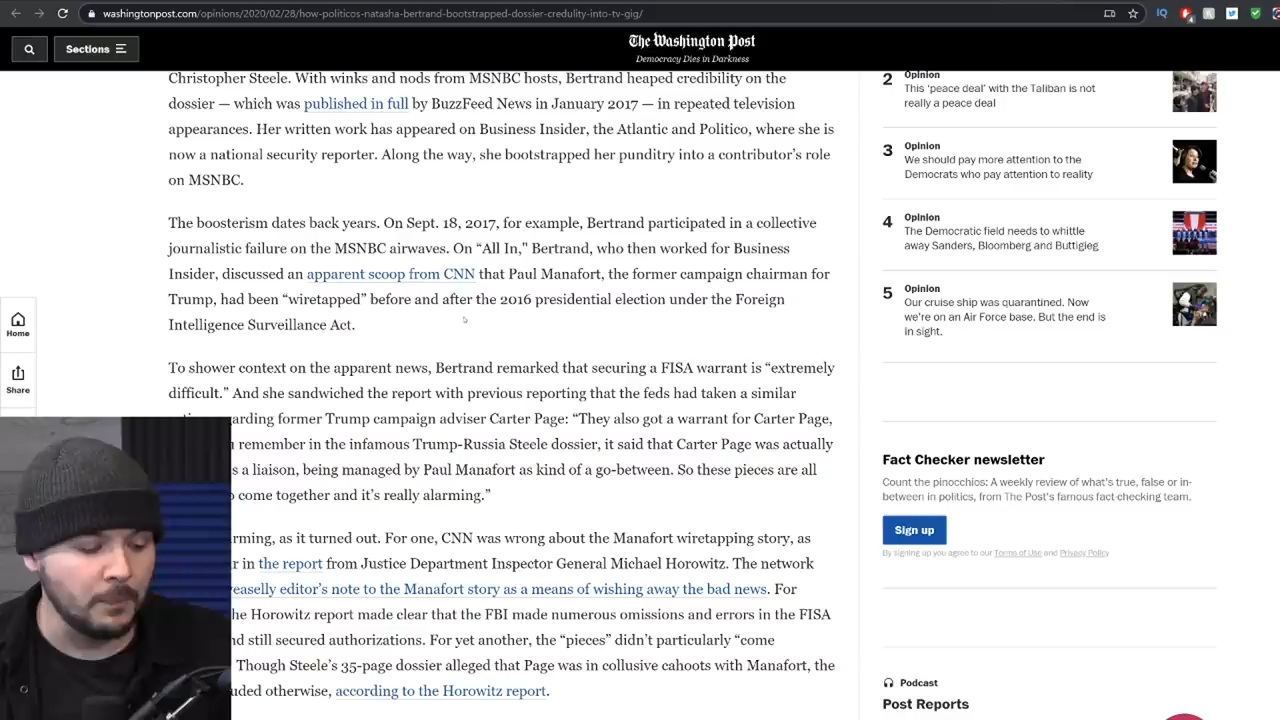 washingtonpost.com/opinions/2020/02/28/how-politicos-natasha-bertrand-bootstrapped-dossier-credulity-into-tv-gig/
Sections
The Washington Post
Democracy Dies in Darkness
Christopher Steele. With winks and nods from MSNBC hosts, Bertrand heaped credibility on the
dossier — which was published in full by BuzzFeed News in January 2017 — in repeated television
appearances. Her written work has appeared on Business Insider, the Atlantic and Politico, where she is
now a national security reporter. Along the way, she bootstrapped her punditry into a contributor's role
on MSNBC.
The boosterism dates back years. On Sept. 18, 2017, for example, Bertrand participated in a collective
journalistic failure on the MSNBC airwaves. On “All In," Bertrand, who then worked for Business
Insider, discussed an apparent scoop from CNN that Paul Manafort, the former campaign chairman for
Trump, had been “wiretapped” before and after the 2016 presidential election under the Foreign
Intelligence Surveillance Act.
To shower context on the apparent news, Bertrand remarked that securing a FISA warrant is “extremely
difficult.” And she sandwiched the report with previous reporting that the feds had taken a similar
garding former Trump campaign adviser Carter Page: “They also got a warrant for Carter Page,
remember in the infamous Trump-Russia Steele dossier, it said that Carter Page was actually
s a liaison, being managed by Paul Manafort as kind of a go-between. So these pieces are all
come together and it's really alarming.”
rming, as it turned out. For one, CNN was wrong about the Manafort wiretapping story, as
r in the report from Justice Department Inspector General Michael Horowitz. The network
easelly editor's note to the Manafort story as a means of wishing away the bad news. For
he Horowitz report made clear that the FBI made numerous omissions and errors in the FISA
nd still secured authorizations. For yet another, the “pieces” didn't particularly “come
Though Steele's 35-page dossier alleged that Page was in collusive cahoots with Manafort, the
uded otherwise, according to the Horowitz report.
Home
Share
2
Opinion
This 'peace deal' with the Taliban is not
really a peace deal
3
Opinion
We should pay more attention to the
Democrats who pay attention to reality
4
Opinion
The Democratic field needs to whittle
away Sanders, Bloomberg and Buttigieg
5
Opinion
Our cruise ship was quarantined. Now
we're on an Air Force base. But the end is
in sight.
Fact Checker newsletter
Count the pinocchios: A weekly review of what's true, false or in-
between in politics, from The Post's famous fact-checking team.
Sign up
By signing up you agree to our Terms of Use and Privacy Policy
Podcast
Post Reports